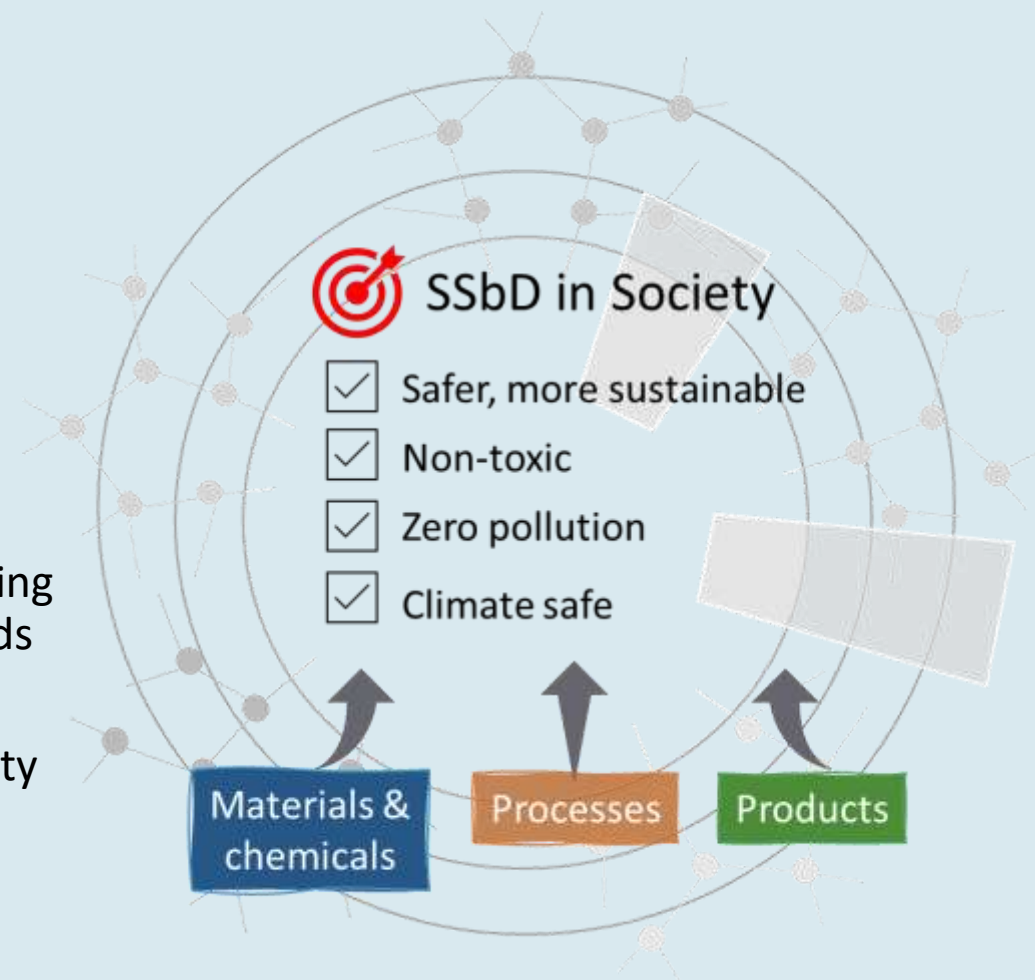 SSbD in Society
Safer, more sustainable
Non-toxic
Zero pollution
Climate safe
Materials &
chemicals
Processes
Products